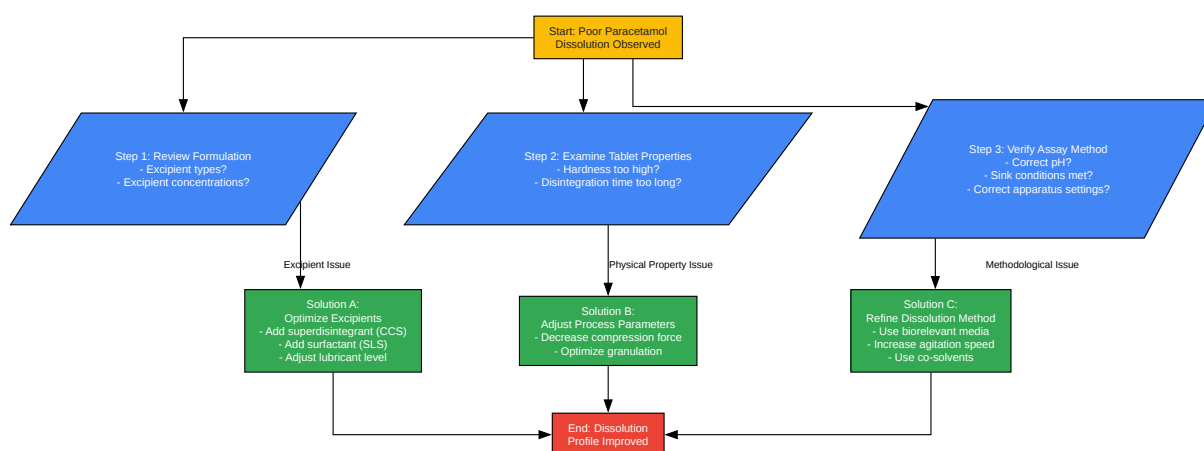 Start: Poor Paracetamol
Dissolution Observed
Step 1: Review Formulation
- Excipient types?
- Excipient concentrations?
Step 2: Examine Tablet Properties
- Hardness too high?
- Disintegration time too long?
Step 3: Verify Assay Method
- Correct pH?
- Sink conditions met?
- Correct apparatus settings?
Excipient Issue
Physical Property Issue
Methodological Issue
Solution A:
Optimize Excipients
- Add superdisintegrant (CCS)
- Add surfactant (SLS)
- Adjust lubricant level
Solution B:
Adjust Process Parameters
- Decrease compression force
- Optimize granulation
Solution C:
Refine Dissolution Method
- Use biorelevant media
- Increase agitation speed
- Use co-solvents
End: Dissolution
Profile Improved